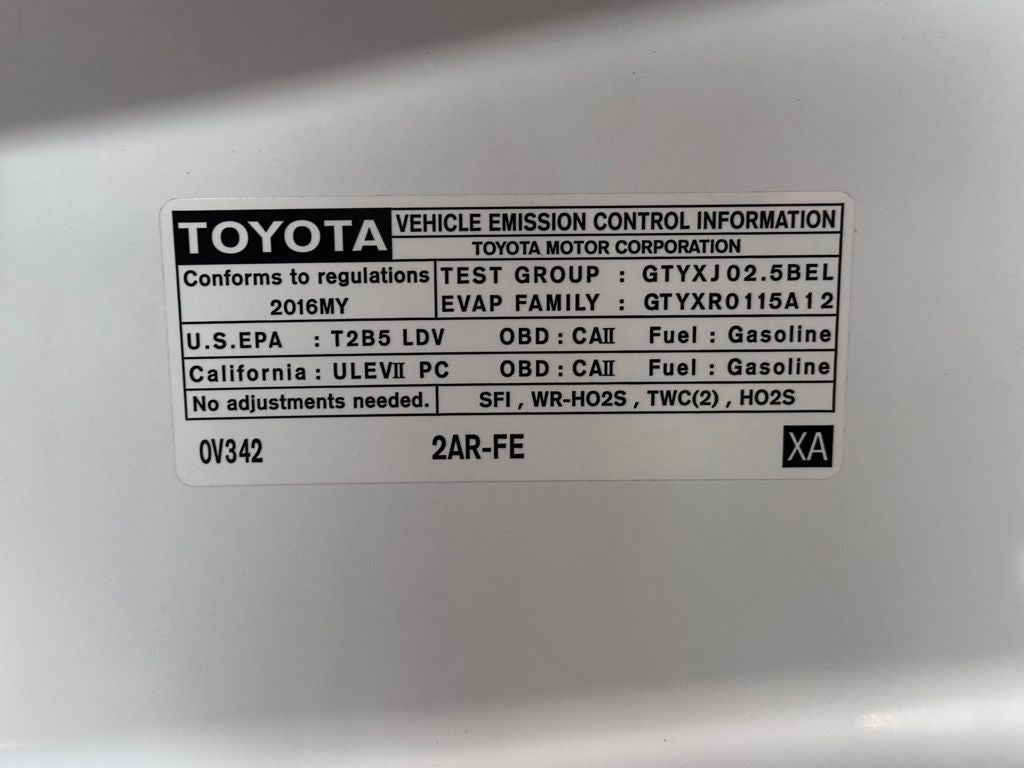 TOYOTA
VEHICLE EMISSION CONTROL INFORMATION
TOYOTA MOTOR CORPORATION
Conforms to regulations
2016MY
TEST GROUP : GTYXJ02.5BEL
EVAP FAMILY : GTYXR0115A12
U.S.EPA : T2B5 LDV OBD : CAII Fuel : Gasoline
California : ULEVII PC OBD : CAII Fuel : Gasoline
No adjustments needed. SFI , WR-HO2S , TWC(2) , HO2S
0V342 2AR-FE XA